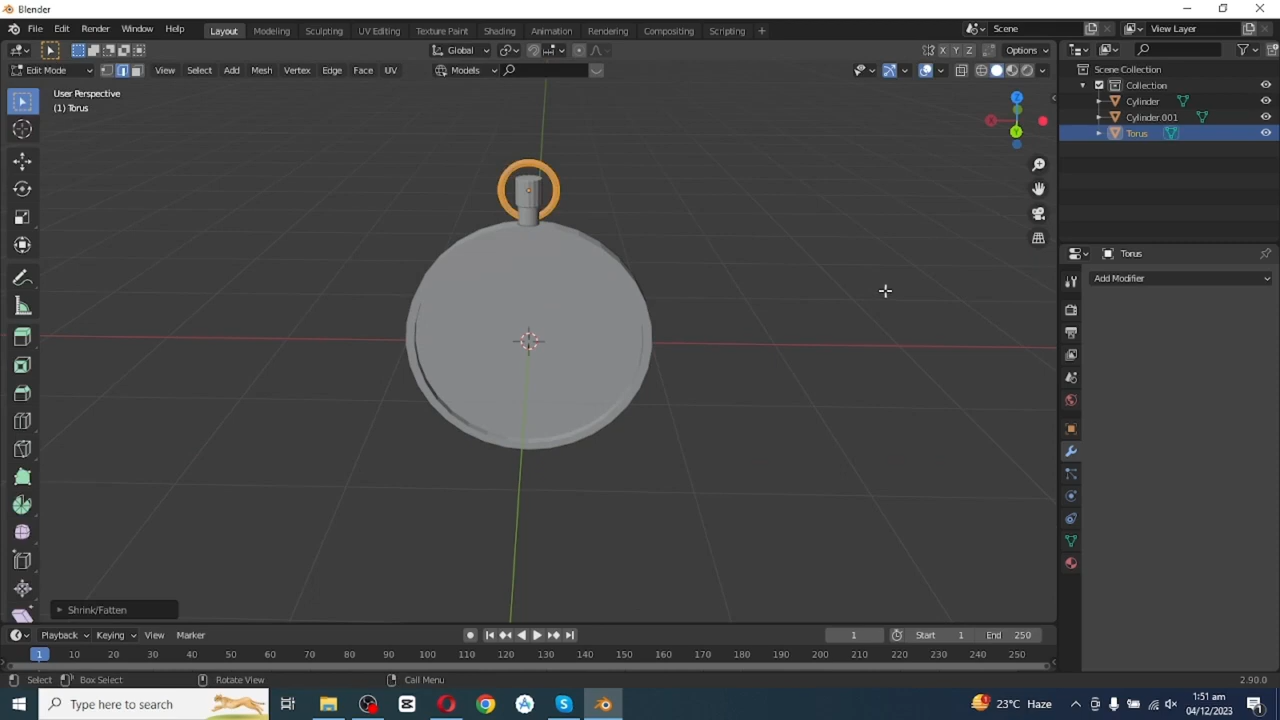 Blender
File Edit Render Window Help Layout Modeling Sculpting UV Editing Texture Paint Shading Animation Rendering Compositing Scripting + Scene View Layer
Global X Y Z Options
Edit Mode View Select Add Mesh Vertex Edge Face UV Models
User Perspective
(1) Torus
Z
X
Y
Scene Collection
Collection
Cylinder
Cylinder.001
Torus
Torus
Add Modifier
Shrink/Fatten
Playback Keying View Marker 1 Start 1 End 250
1 10 20 30 40 50 60 70 80 90 100 110 120 130 140 150 160 170 180 190 200 210 220 230 240 250
Select Box Select Rotate View Call Menu 2.90.0
Type here to search 23°C Haze 1:51 am
04/12/2023